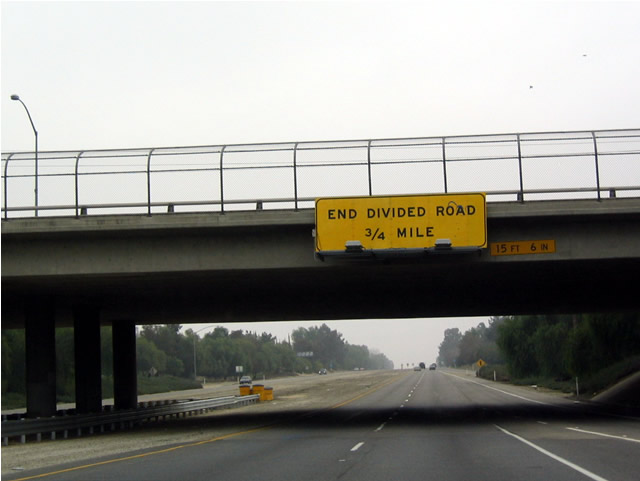 END DIVIDED ROAD
3/4 MILE
15 FT 6 IN